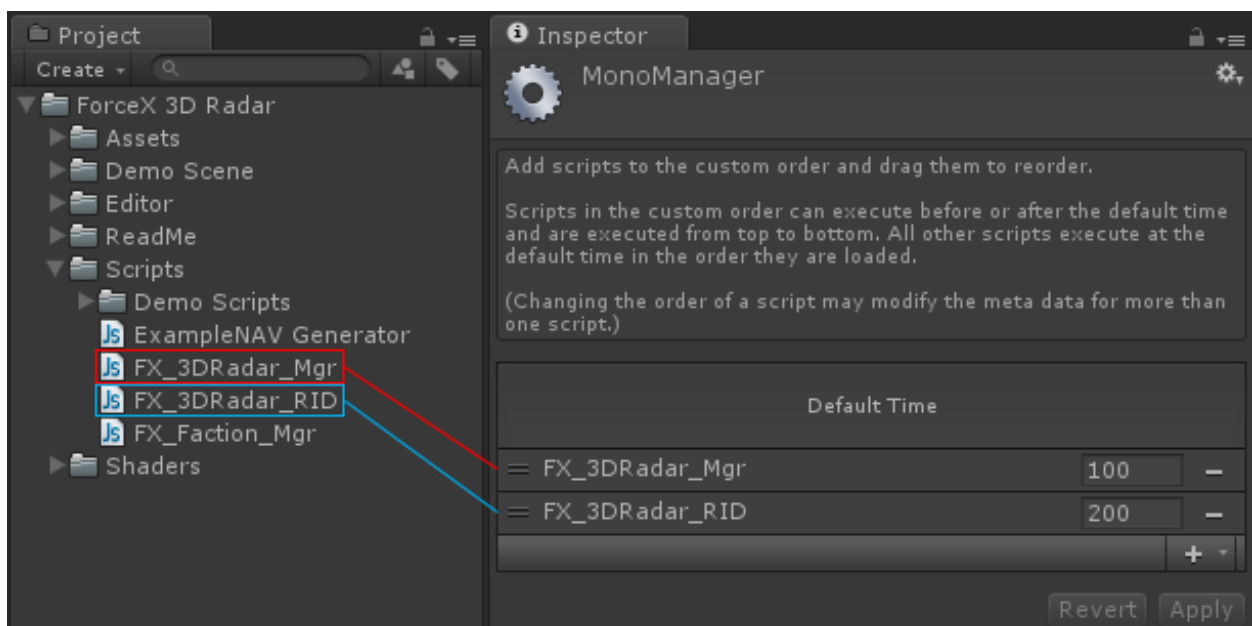 Project
Create
ForceX 3D Radar
Assets
Demo Scene
Editor
ReadMe
Scripts
Demo Scripts
Js ExampleNAV Generator
Js FX_3DRadar_Mgr
Js FX_3DRadar_RID
Js FX_Faction_Mgr
Shaders
Inspector
MonoManager
Add scripts to the custom order and drag them to reorder.
Scripts in the custom order can execute before or after the default time
and are executed from top to bottom. All other scripts execute at the
default time in the order they are loaded.
(Changing the order of a script may modify the meta data for more than
one script.)
Default Time
FX_3DRadar_Mgr 100
FX_3DRadar_RID 200
Revert Apply